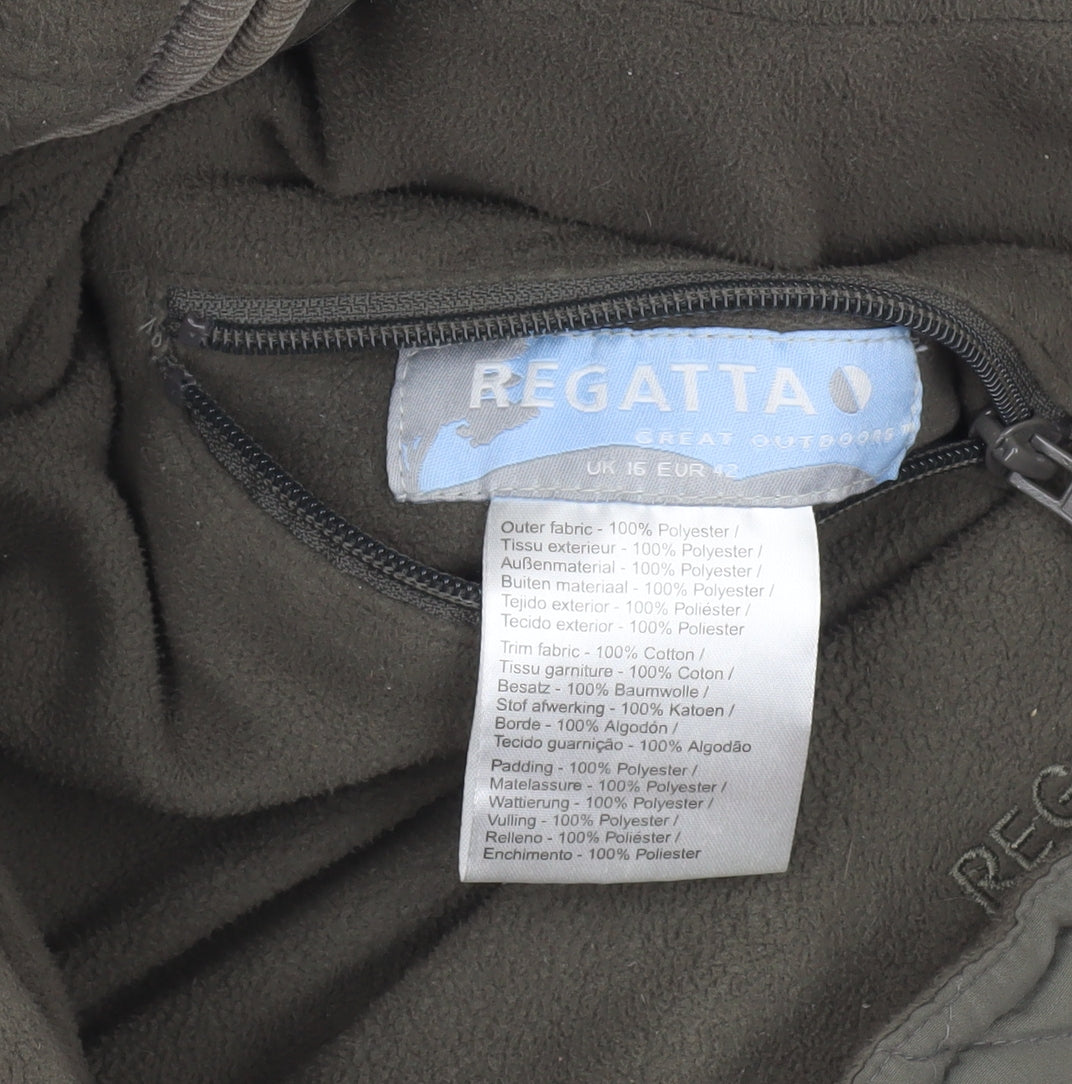 REGATTA
GREAT OUTDOORS
UK 16 EUR 42
Outer fabric - 100% Polyester /
Tissu exterieur - 100% Polyester /
Außenmaterial - 100% Polyester /
Buiten materiaal - 100% Polyester /
Tejido exterior - 100% Poliéster /
Tecido exterior - 100% Poliester
Trim fabric - 100% Cotton /
Tissu garniture - 100% Coton /
Besatz - 100% Baumwolle /
Stof afwerking - 100% Katoen /
Borde - 100% Algodón /
Tecido guarnição - 100% Algodão
Padding - 100% Polyester /
Matelassure - 100% Polyester /
Wattierung - 100% Polyester /
Vulling - 100% Polyester /
Relleno - 100% Poliéster /
Enchimento - 100% Poliester
REG